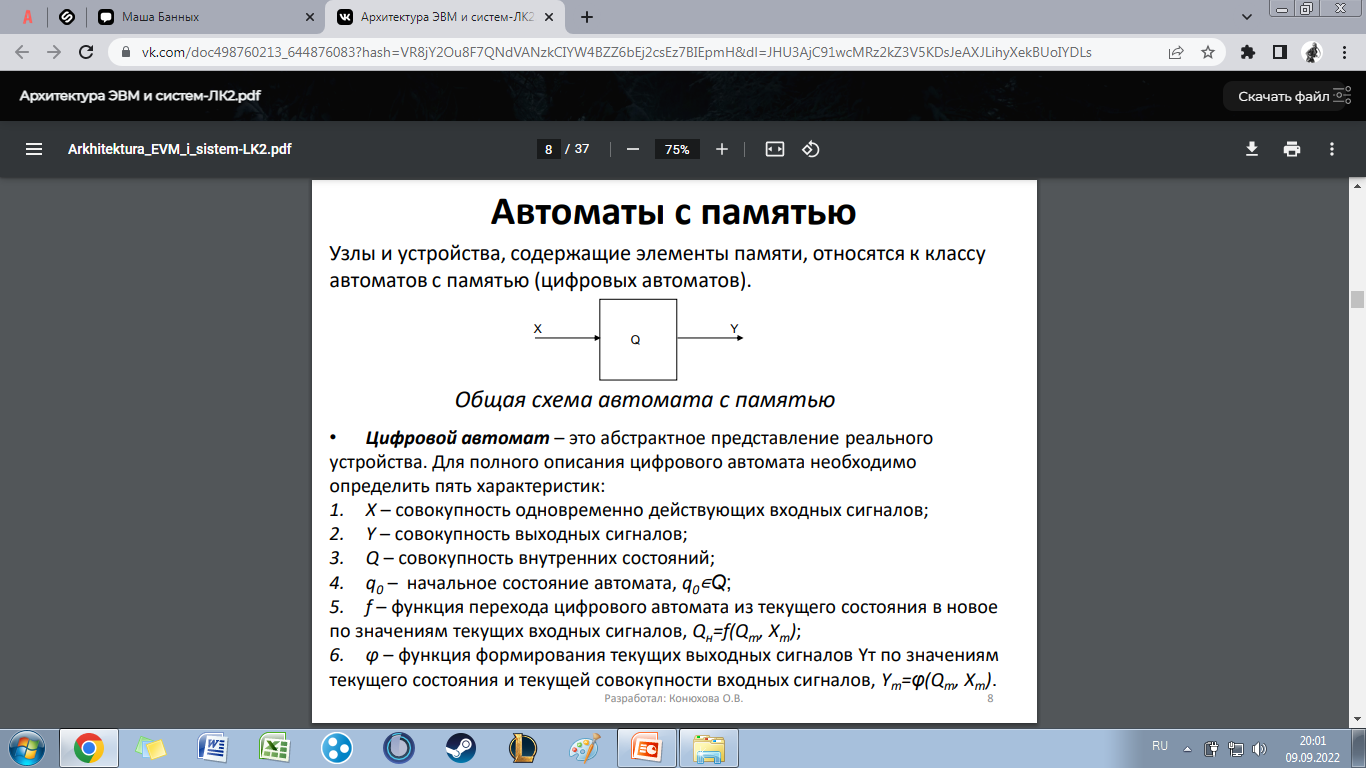 Маша Банных
Архитектура ЭВМ и систем-ЛК2
vk.com/doc498760213_644876083?hash=VR8jY2Ou8F7QNdVANzkCIYW4BZZ6bEj2csEz7BIEpmH&dl=JHU3AjC91wcMRz2kZ3V5KDsJeAXJLihyXekBUoIYDLs
Архитектура ЭВМ и систем-ЛК2.pdf
Скачать файл
Arkhitektura_EVM_i_sistem-LK2.pdf
8 / 37
75%
Автоматы с памятью
Узлы и устройства, содержащие элементы памяти, относятся к классу
автоматов с памятью (цифровых автоматов).
X Q Y
Общая схема автомата с памятью
• Цифровой автомат – это абстрактное представление реального
устройства. Для полного описания цифрового автомата необходимо
определить пять характеристик:
1. X – совокупность одновременно действующих входных сигналов;
2. Y – совокупность выходных сигналов;
3. Q – совокупность внутренних состояний;
4. q0 – начальное состояние автомата, q0∈Q;
5. f – функция перехода цифрового автомата из текущего состояния в новое
по значениям текущих входных сигналов, Qн=f(Qт, Xт);
6. φ – функция формирования текущих выходных сигналов Yт по значениям
текущего состояния и текущей совокупности входных сигналов, Yт=φ(Qт, Xт).
Разработал: Конюхова О.В.
8
RU
20:01
09.09.2022